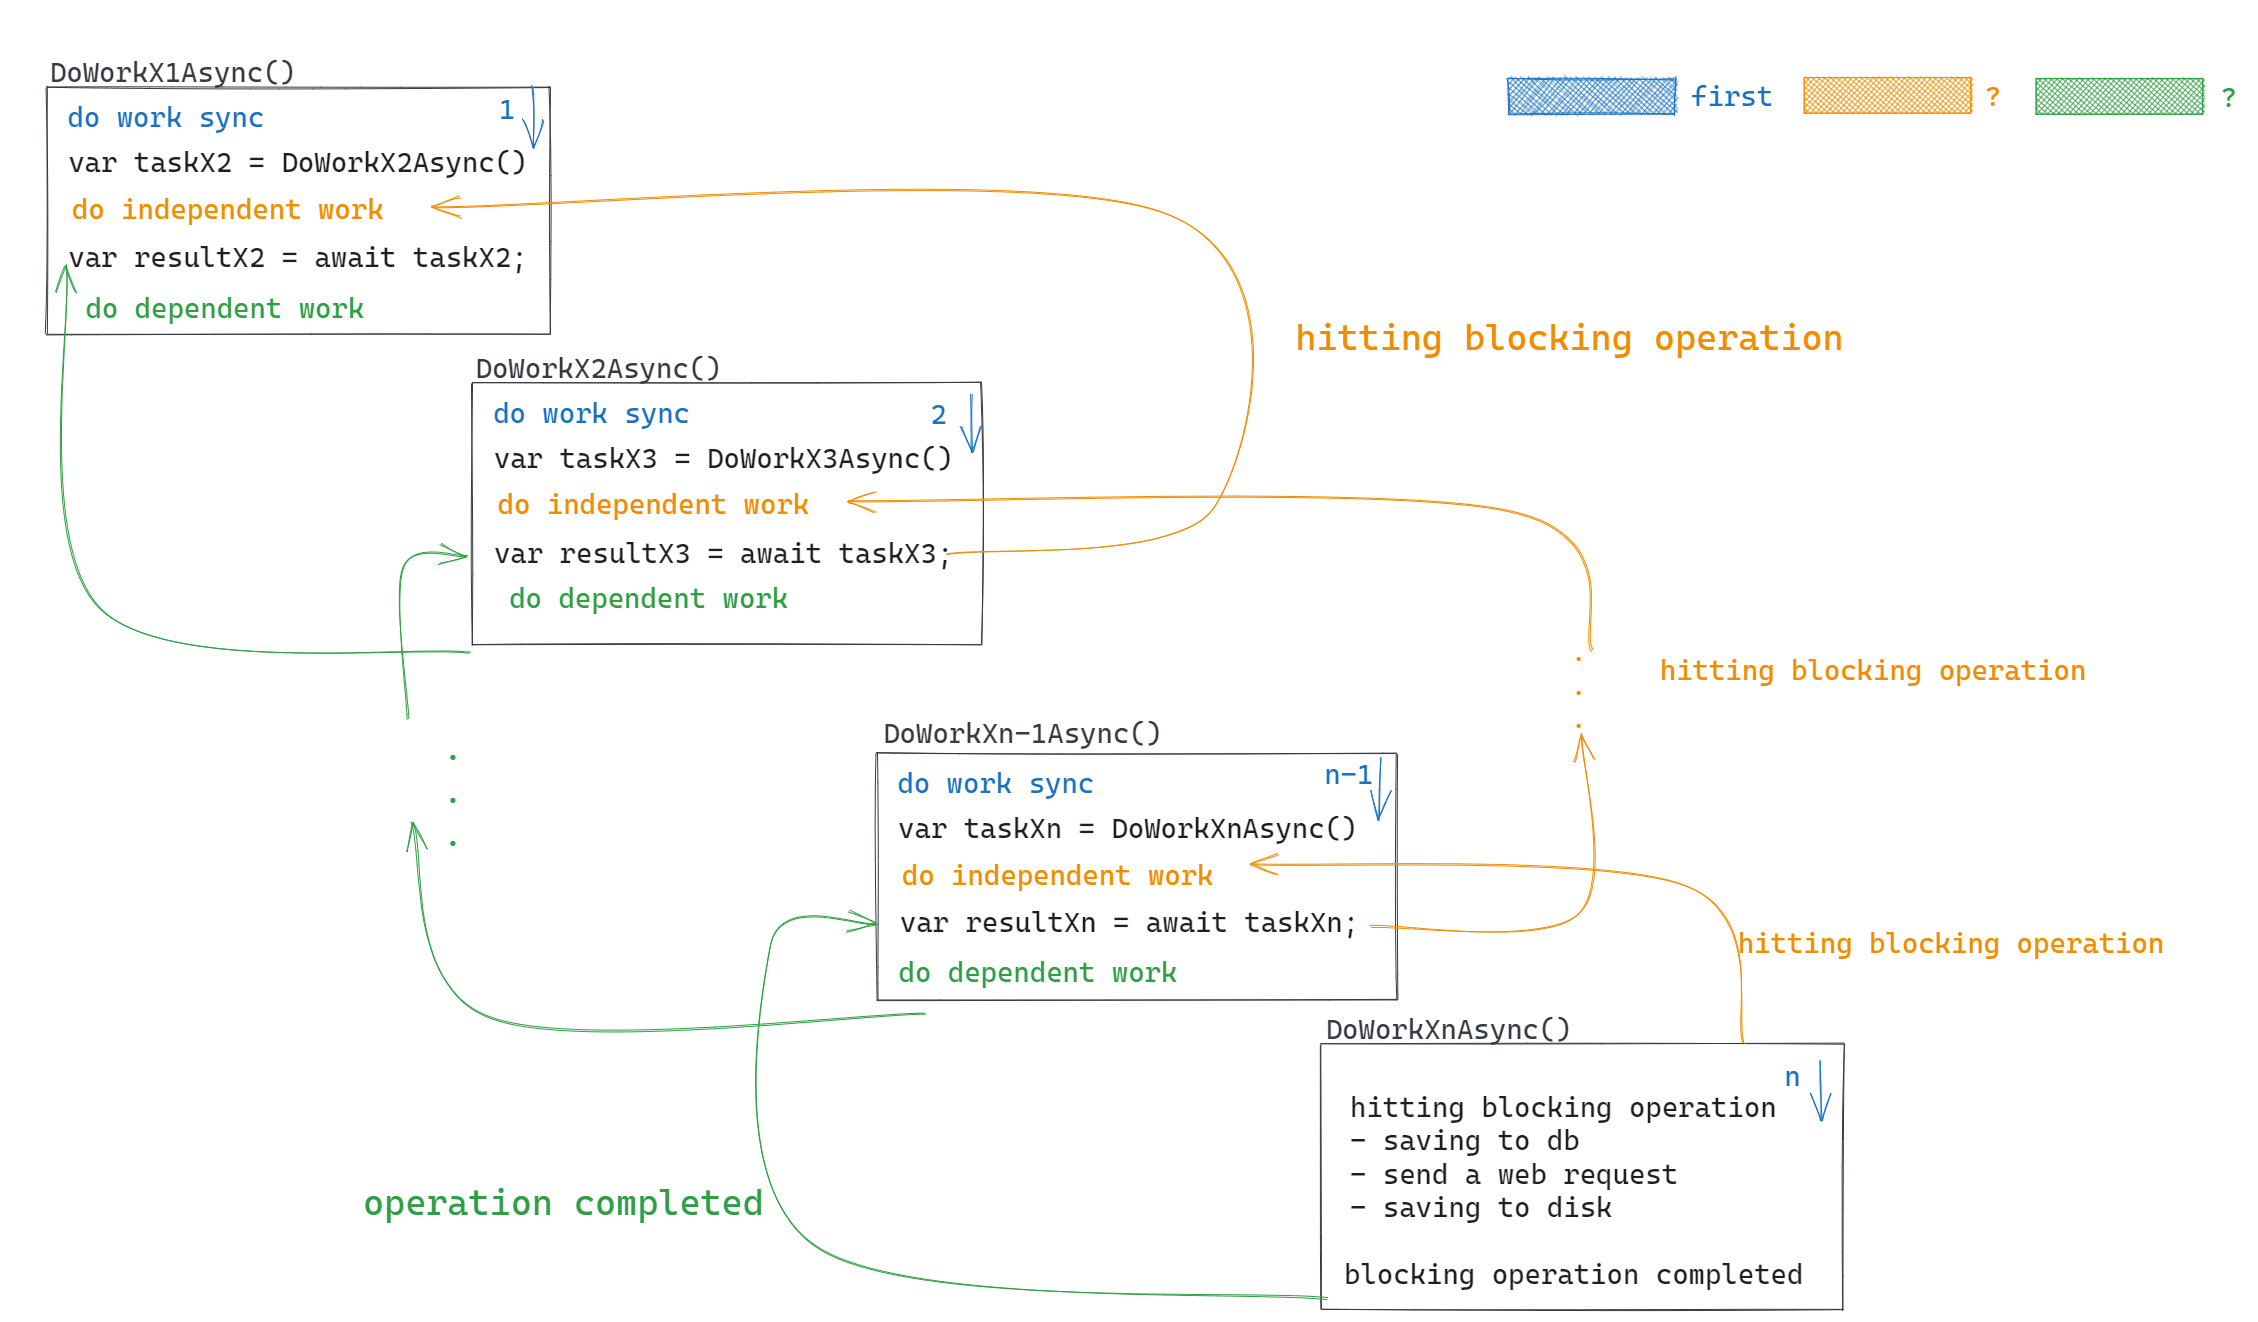 DoWorkX1Async()
do work sync
1
var taskX2 = DoWorkX2Async()
do independent work
var resultX2 = await taskX2;
do dependent work
first
?
?
hitting blocking operation
DoWorkX2Async()
do work sync
2
var taskX3 = DoWorkX3Async()
do independent work
var resultX3 = await taskX3;
do dependent work
.
.
.
hitting blocking operation
.
.
.
DoWorkXn-1Async()
do work sync
n-1
var taskXn = DoWorkXnAsync()
do independent work
var resultXn = await taskXn;
do dependent work
hitting blocking operation
DoWorkXnAsync()
n
hitting blocking operation
- saving to db
- send a web request
- saving to disk
blocking operation completed
operation completed